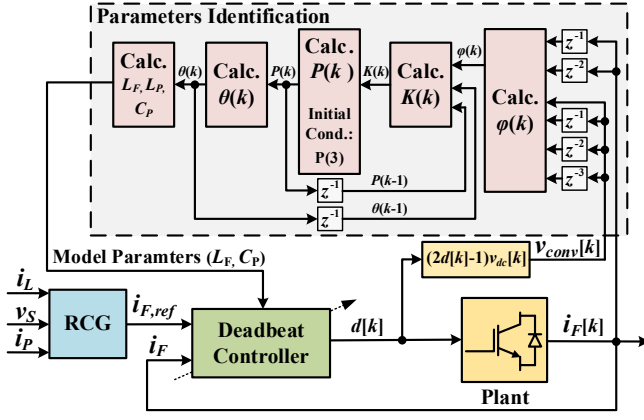 Parameters Identification
Calc.
L_F, L_P,
C_P
θ(k)
Calc.
θ(k)
P(k)
Calc.
P(k)
Initial
Cond.:
P(3)
K(k)
Calc.
K(k)
φ(k)
Calc.
φ(k)
z⁻¹
z⁻²
z⁻¹
z⁻²
z⁻³
z⁻¹
P(k-1)
z⁻¹
θ(k-1)
Model Paramters (L_F, C_P)
(2d[k]-1)v_dc[k]
v_conv[k]
i_L
v_S
i_P
RCG
i_F,ref
i_F
Deadbeat
Controller
d[k]
i_F[k]
Plant